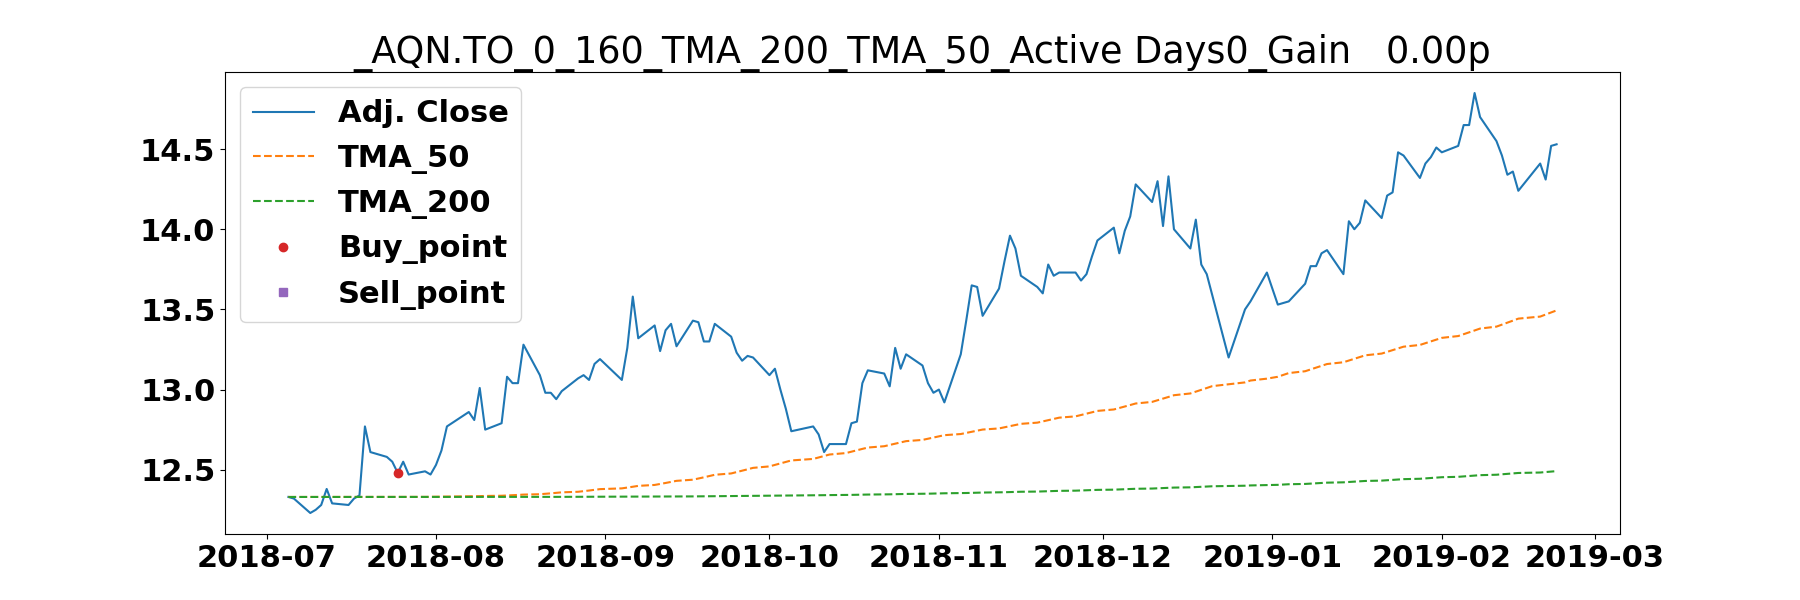 _AQN.TO_0_160_TMA_200_TMA_50_Active Days0_Gain   0.00p
Adj. Close
TMA_50
TMA_200
Buy_point
Sell_point
14.5
14.0
13.5
13.0
12.5
2018-07 2018-08 2018-09 2018-10 2018-11 2018-12 2019-01 2019-02 2019-03